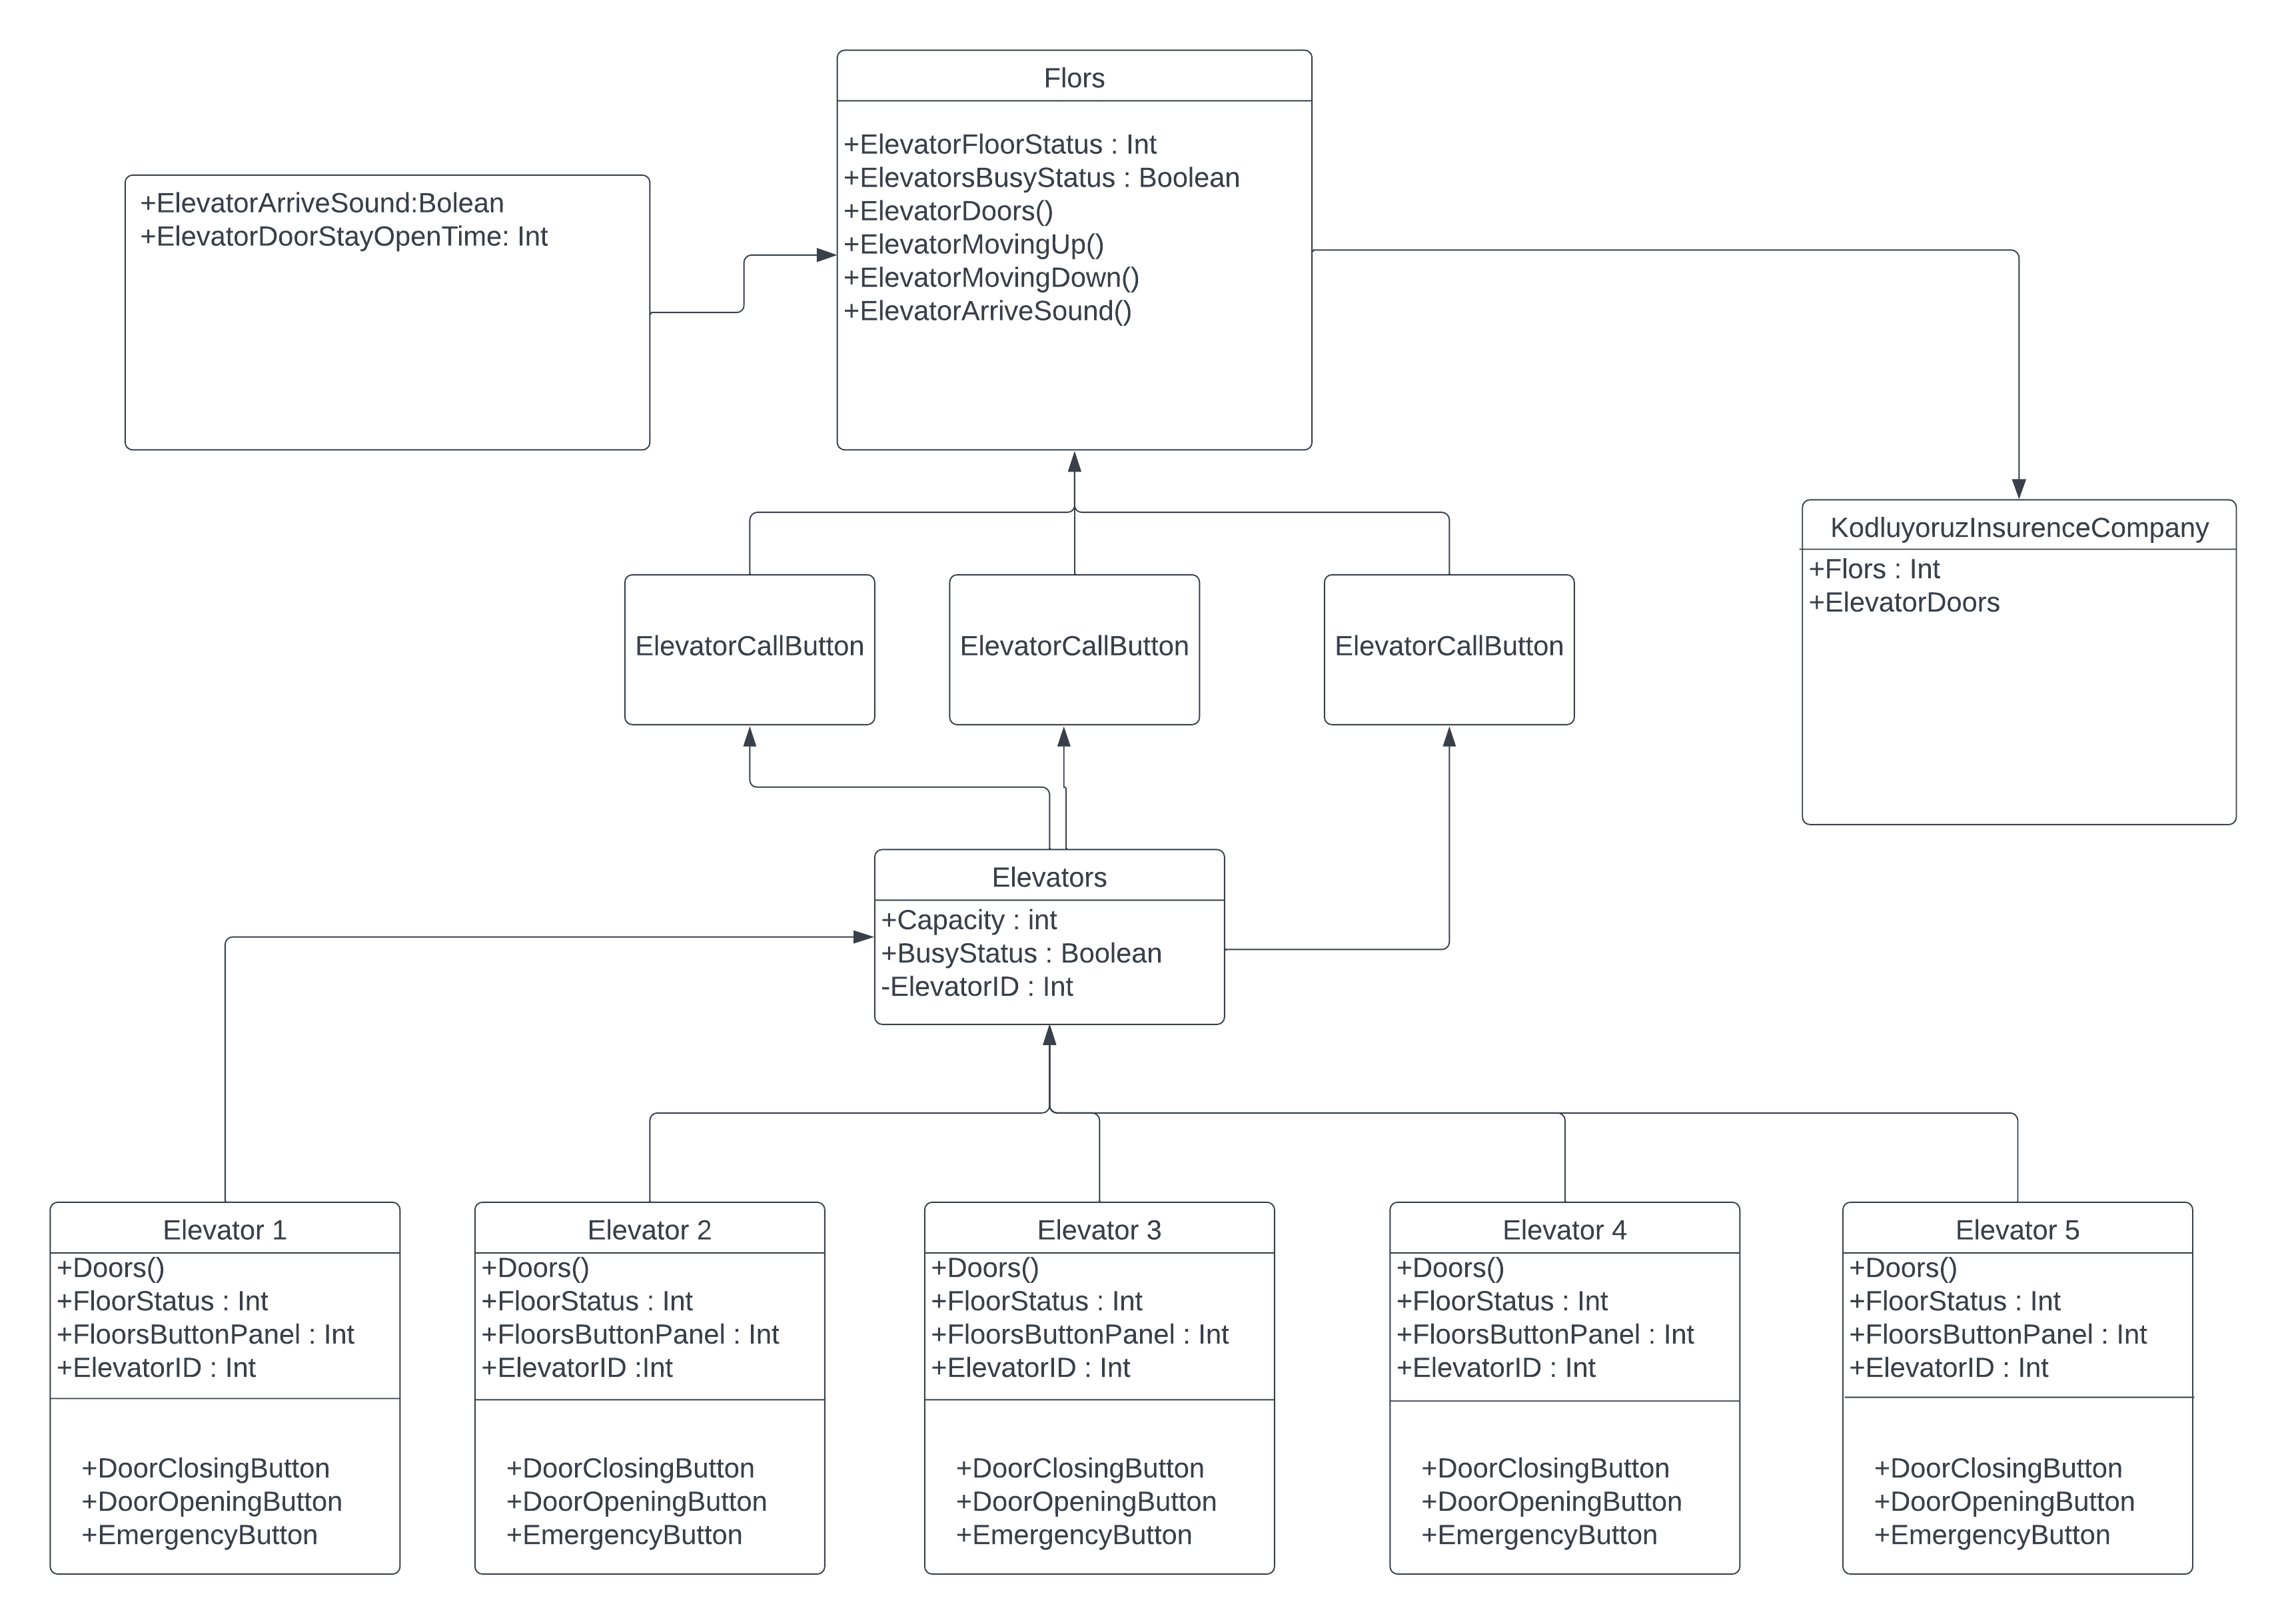 Flors
+ElevatorFloorStatus : Int
+ElevatorsBusyStatus : Boolean
+ElevatorDoors()
+ElevatorMovingUp()
+ElevatorMovingDown()
+ElevatorArriveSound()
+ElevatorArriveSound:Bolean
+ElevatorDoorStayOpenTime: Int
KodluyoruzInsurenceCompany
+Flors : Int
+ElevatorDoors
ElevatorCallButton
ElevatorCallButton
ElevatorCallButton
Elevators
+Capacity : int
+BusyStatus : Boolean
-ElevatorID : Int
Elevator 1
+Doors()
+FloorStatus : Int
+FloorsButtonPanel : Int
+ElevatorID : Int
+DoorClosingButton
+DoorOpeningButton
+EmergencyButton
Elevator 2
+Doors()
+FloorStatus : Int
+FloorsButtonPanel : Int
+ElevatorID :Int
+DoorClosingButton
+DoorOpeningButton
+EmergencyButton
Elevator 3
+Doors()
+FloorStatus : Int
+FloorsButtonPanel : Int
+ElevatorID : Int
+DoorClosingButton
+DoorOpeningButton
+EmergencyButton
Elevator 4
+Doors()
+FloorStatus : Int
+FloorsButtonPanel : Int
+ElevatorID : Int
+DoorClosingButton
+DoorOpeningButton
+EmergencyButton
Elevator 5
+Doors()
+FloorStatus : Int
+FloorsButtonPanel : Int
+ElevatorID : Int
+DoorClosingButton
+DoorOpeningButton
+EmergencyButton